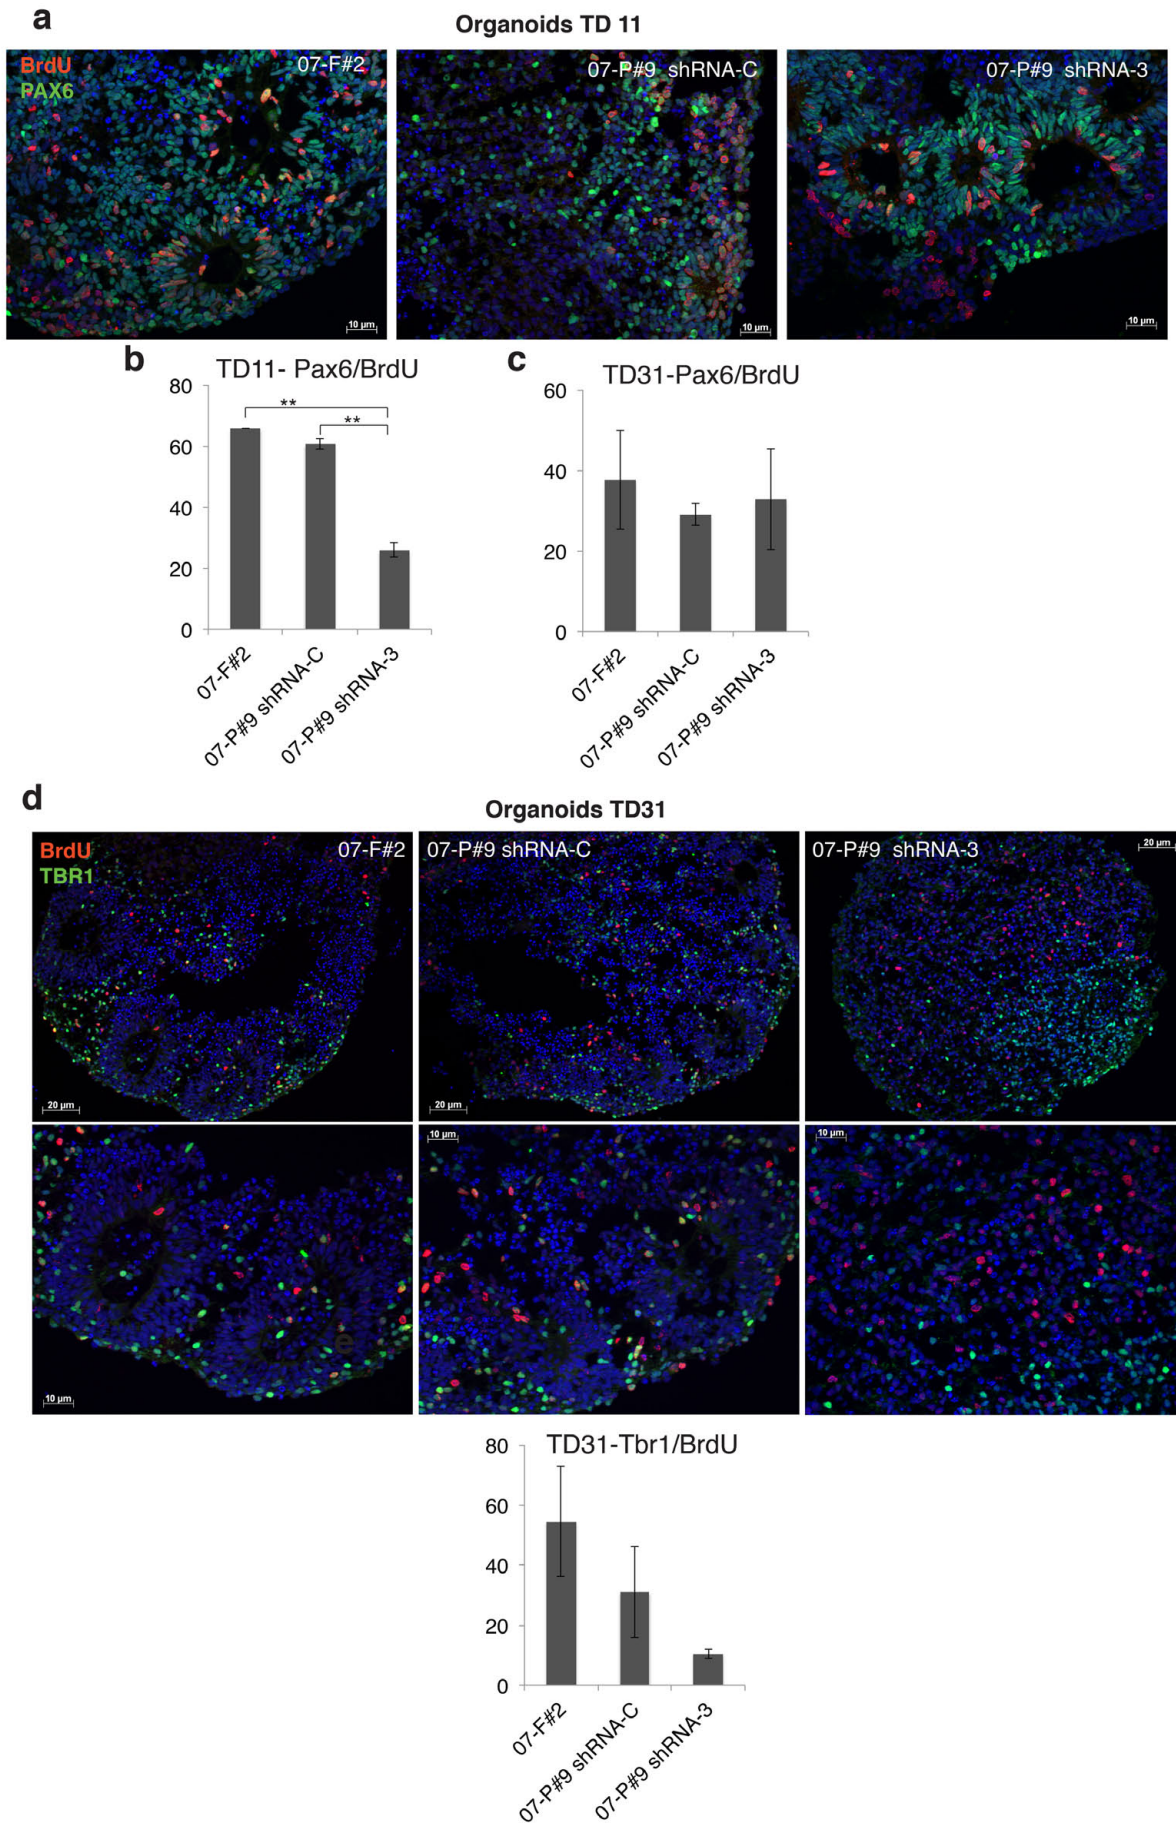 a
Organoids TD 11
BrdU
PAX6
07-F#2
07-P#9 shRNA-C
07-P#9 shRNA-3
10 µm
10 µm
10 µm
b
TD11- Pax6/BrdU
80
60
40
20
0
**
**
07-F#2
07-P#9 shRNA-C
07-P#9 shRNA-3
c
TD31-Pax6/BrdU
60
40
20
0
07-F#2
07-P#9 shRNA-C
07-P#9 shRNA-3
d
Organoids TD31
BrdU
TBR1
07-F#2
07-P#9 shRNA-C
07-P#9 shRNA-3
20 µm
20 µm
20 µm
10 µm
10 µm
10 µm
e
TD31-Tbr1/BrdU
80
60
40
20
0
07-F#2
07-P#9 shRNA-C
07-P#9 shRNA-3